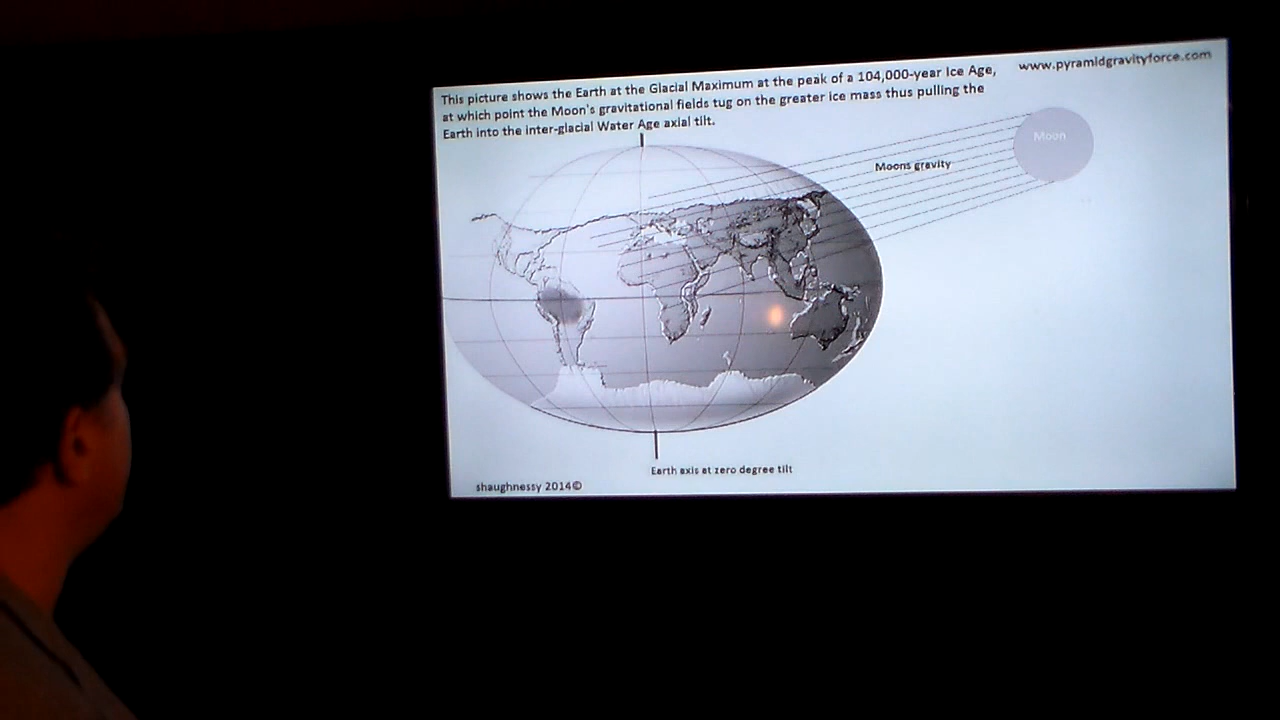 This picture shows the Earth at the Glacial Maximum at the peak of a 104,000-year Ice Age,
at which point the Moon's gravitational fields tug on the greater ice mass thus pulling the
Earth into the inter-glacial Water Age axial tilt.
www.pyramidgravityforce.com
Moon
Moons gravity
Earth axis at zero degree tilt
shaughnessy 2014©